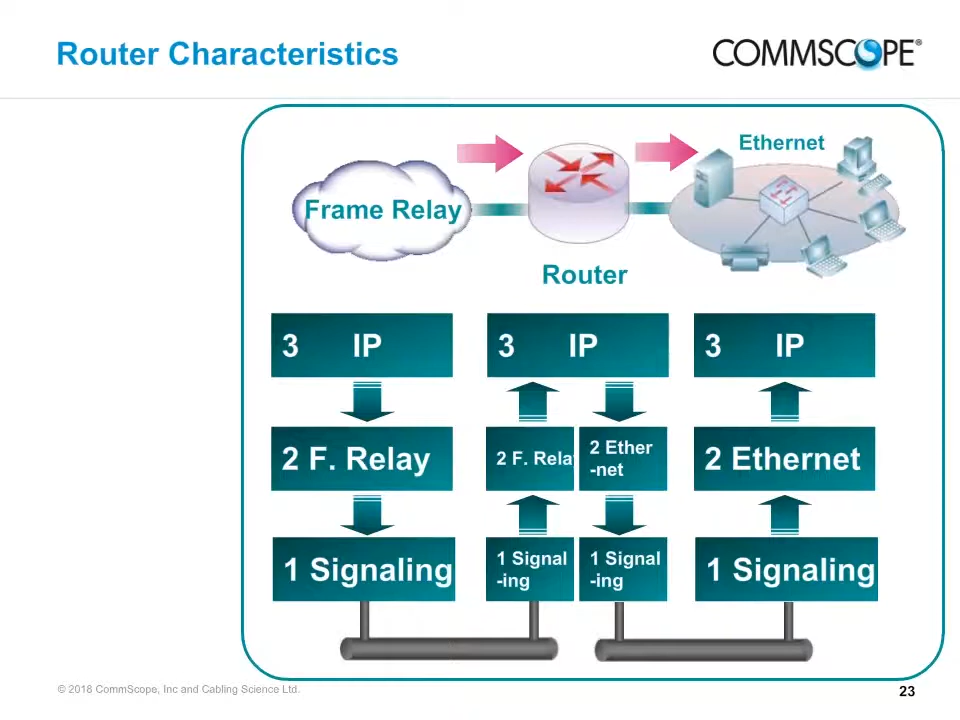 Router Characteristics
COMMSCOPE®
Ethernet
Frame Relay
Router
3 IP
3 IP
3 IP
2 F. Relay
2 F. Rela
2 Ether
-net
2 Ethernet
1 Signaling
1 Signal
-ing
1 Signal
-ing
1 Signaling
© 2018 CommScope, Inc and Cabling Science Ltd.
23